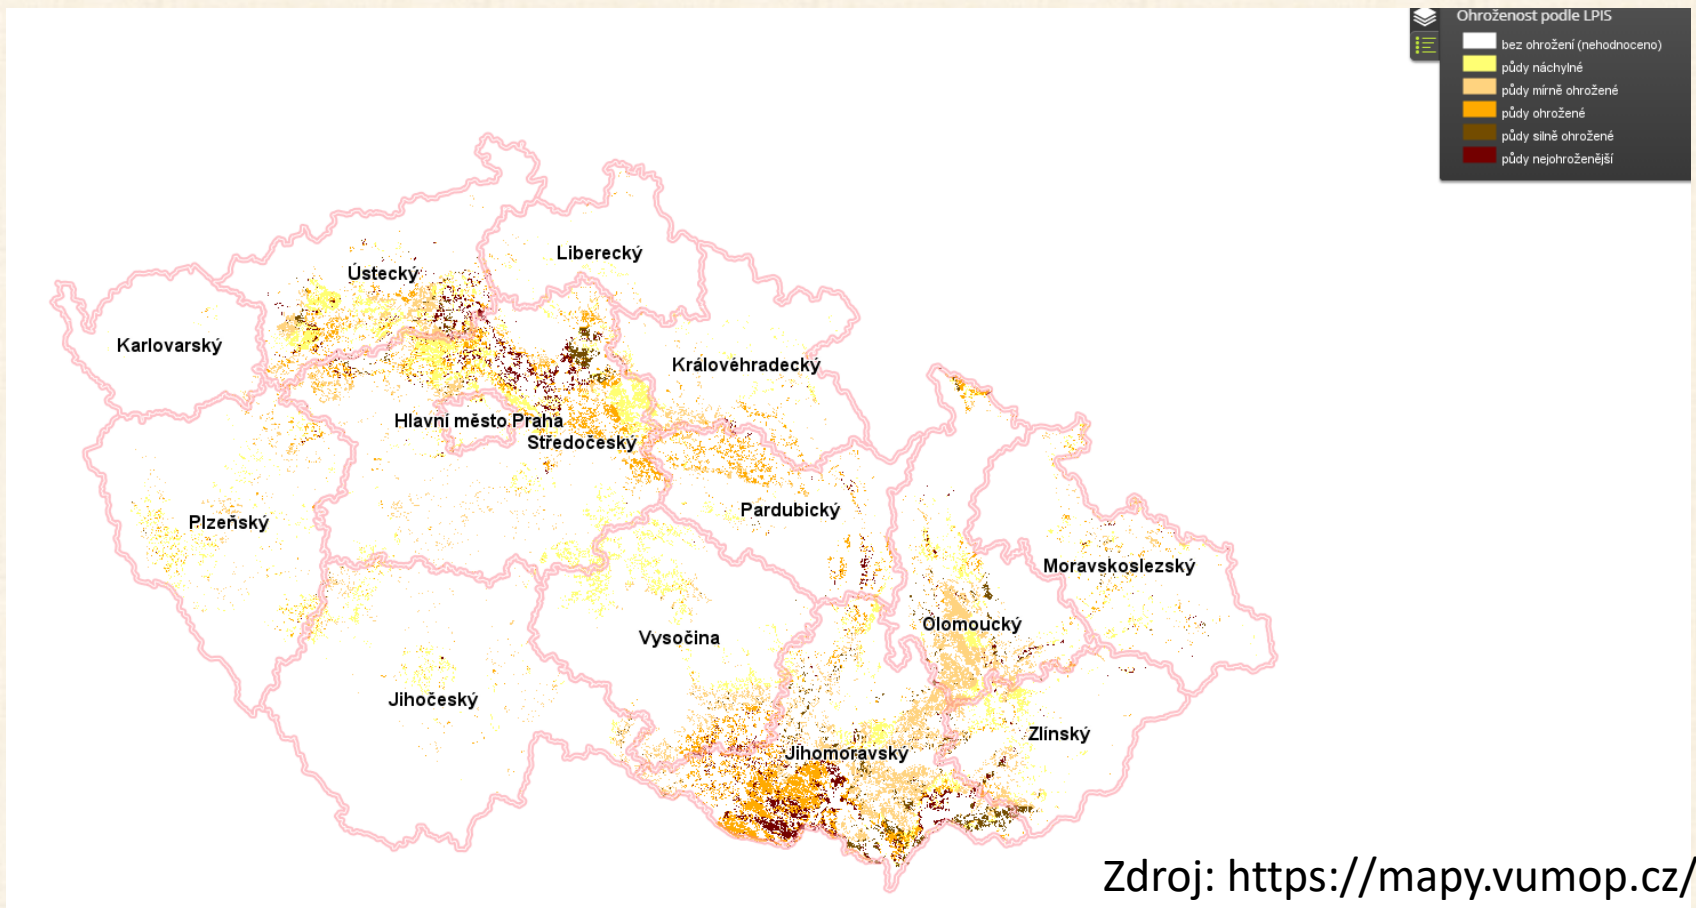 Ohroženost podle LPIS
bez ohrožení (nehodnoceno)
půdy náchylné
půdy mírně ohrožené
půdy ohrožené
půdy silně ohrožené
půdy nejohroženější
Liberecký
Ústecký
Karlovarský
Královéhradecký
Hlavní město Praha
Středočeský
Plzeňský
Pardubický
Moravskoslezský
Olomoucký
Vysočina
Jihočeský
Zlínský
Jihomoravský
Zdroj: https://mapy.vumop.cz/